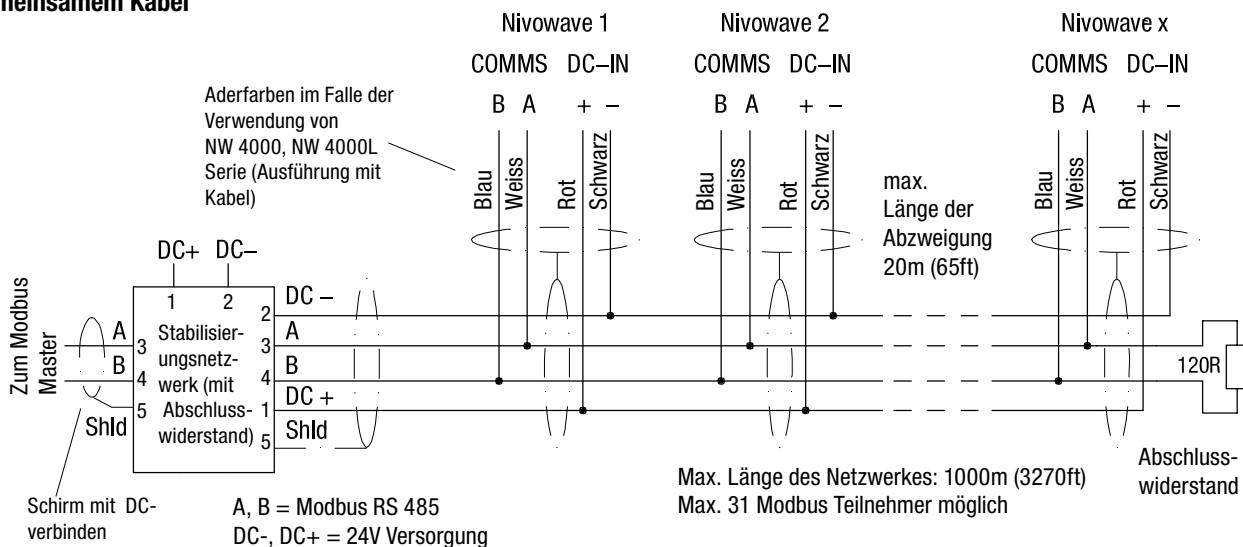 heinsamem Kabel
Nivowave 1
Nivowave 2
Nivowave x
COMMS DC–IN
COMMS DC–IN
COMMS DC–IN
B A + –
B A + –
B A + –
Aderfarben im Falle der
Verwendung von
NW 4000, NW 4000L
Serie (Ausführung mit
Kabel)
Blau
Weiss
Rot
Schwarz
Blau
Weiss
Rot
Schwarz
max.
Länge der
Abzweigung
20m (65ft)
Blau
Weiss
Rot
Schwarz
DC+ DC–
1 2
Zum Modbus
Master
A
B
Shld
3
4
5
Stabilisier-
ungsnetz-
werk (mit
Abschluss-
widerstand)
2
3
4
1
5
DC –
A
B
DC +
Shld
120R
Abschluss-
widerstand
Schirm mit DC-
verbinden
A, B = Modbus RS 485
DC-, DC+ = 24V Versorgung
Max. Länge des Netzwerkes: 1000m (3270ft)
Max. 31 Modbus Teilnehmer möglich